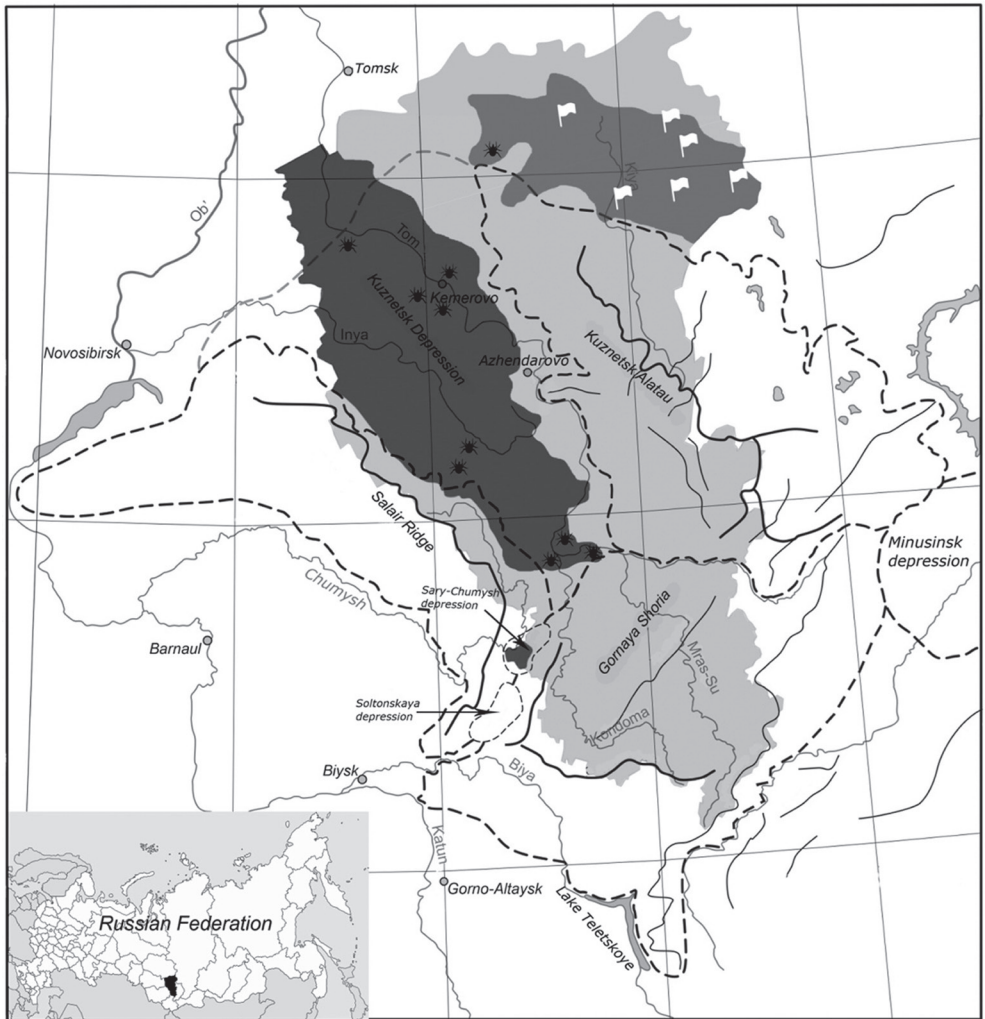 Tomsk
Kiya
Ob'
Tom
Kuznetsk Depression
Kemerovo
Inya
Novosibirsk
Azhendarovo
Kuznetsk Alatau
Salair Ridge
Minusinsk
depression
Chumysh
Sary-Chumysh
depression
Gornaya Shoria
Barnaul
Mras-Su
Soltonskaya
depression
Kondoma
Biysk
Biya
Katun
Gorno-Altaysk
Lake Teletskoye
Russian Federation